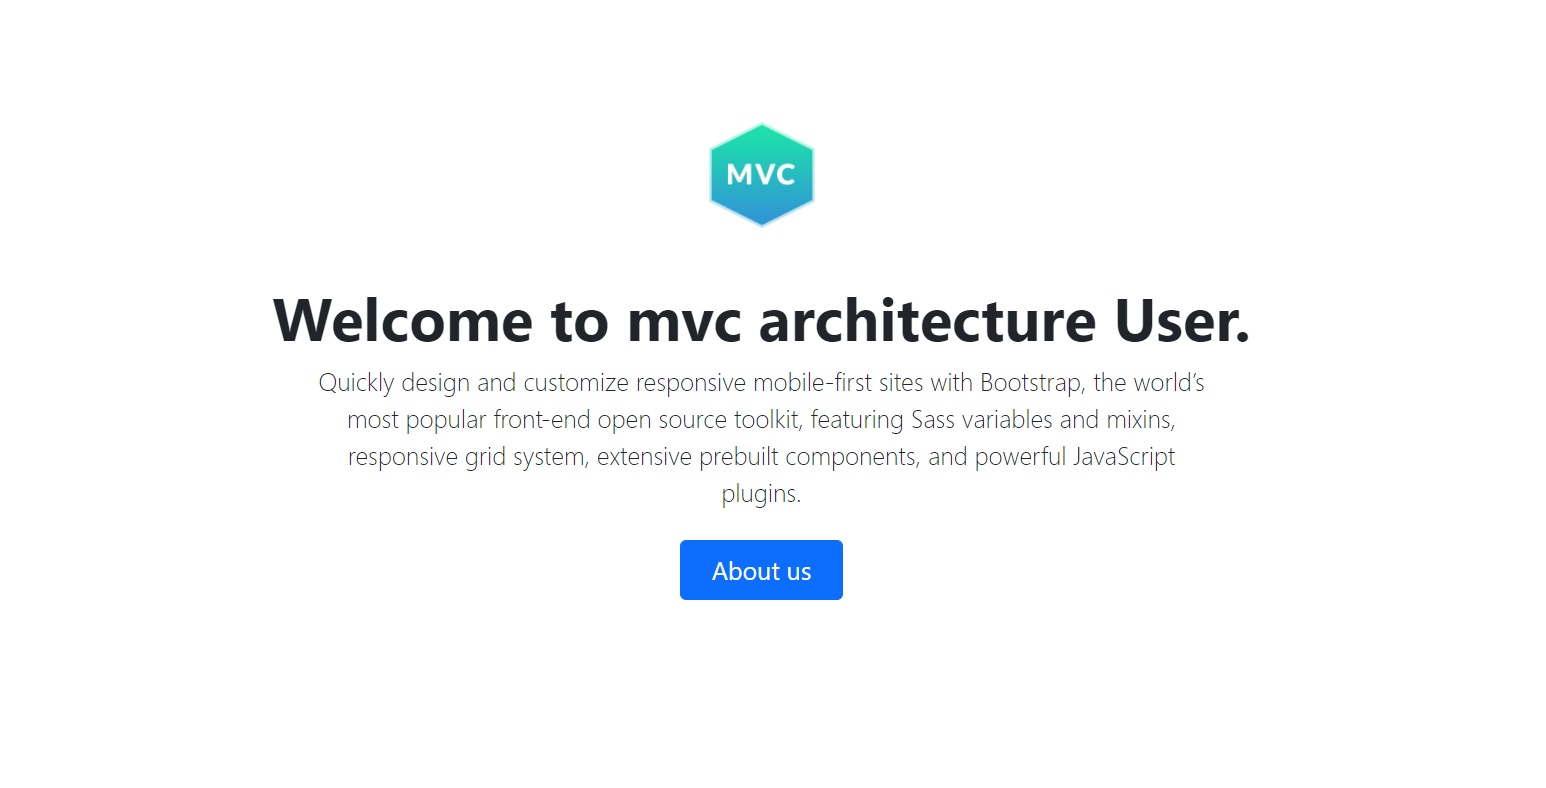 MVC
Welcome to mvc architecture User.
Quickly design and customize responsive mobile-first sites with Bootstrap, the world’s
most popular front-end open source toolkit, featuring Sass variables and mixins,
responsive grid system, extensive prebuilt components, and powerful JavaScript
plugins.
About us